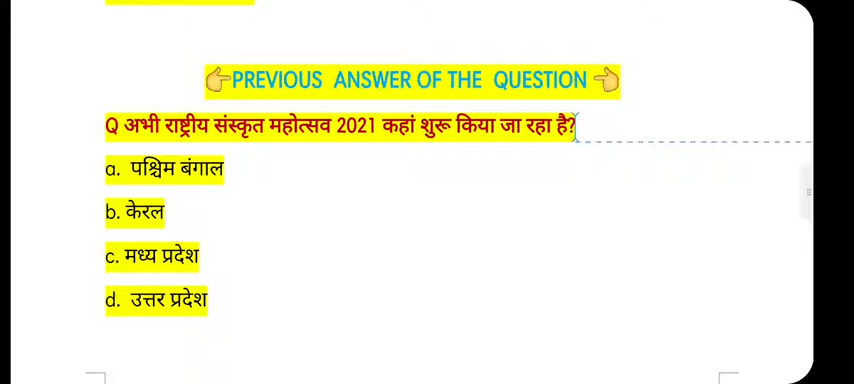 👉PREVIOUS ANSWER OF THE QUESTION 👈
Q अभी राष्ट्रीय संस्कृत महोत्सव 2021 कहां शुरू किया जा रहा है?
a. पश्चिम बंगाल
b. केरल
c. मध्य प्रदेश
d. उत्तर प्रदेश